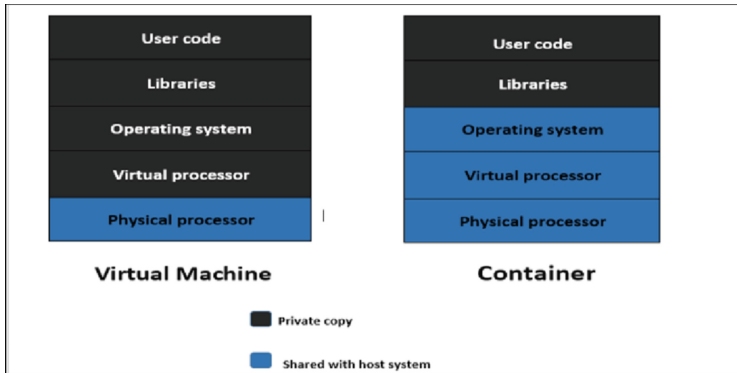 User code
Libraries
Operating system
Virtual processor
Physical processor
Virtual Machine
User code
Libraries
Operating system
Virtual processor
Physical processor
Container
Private copy
Shared with host system